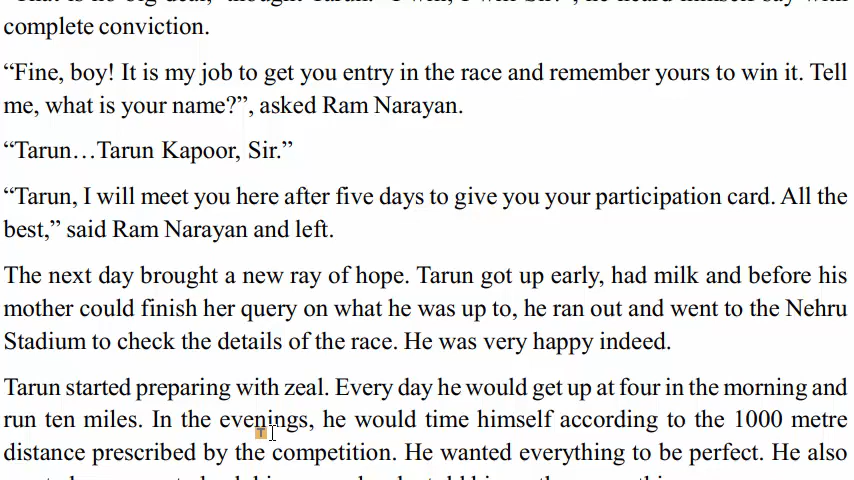 complete conviction.
“Fine, boy! It is my job to get you entry in the race and remember yours to win it. Tell
me, what is your name?”, asked Ram Narayan.
“Tarun…Tarun Kapoor, Sir.”
“Tarun, I will meet you here after five days to give you your participation card. All the
best,” said Ram Narayan and left.
The next day brought a new ray of hope. Tarun got up early, had milk and before his
mother could finish her query on what he was up to, he ran out and went to the Nehru
Stadium to check the details of the race. He was very happy indeed.
Tarun started preparing with zeal. Every day he would get up at four in the morning and
run ten miles. In the evenings, he would time himself according to the 1000 metre
distance prescribed by the competition. He wanted everything to be perfect. He also